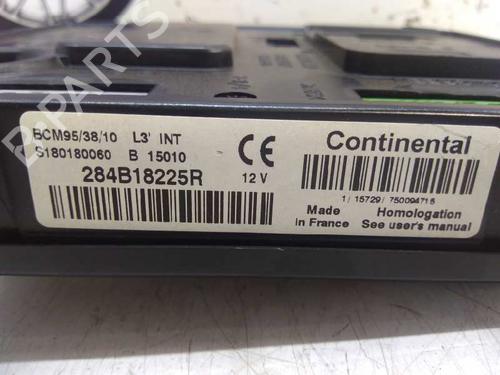 BCM95/38/10 L3' INT
S180180060 B 15010
284B18225R
CE
12 V
Continental
1/ 15729/ 750094715
Made in France
Homologation
See user's manual
B-PARTS